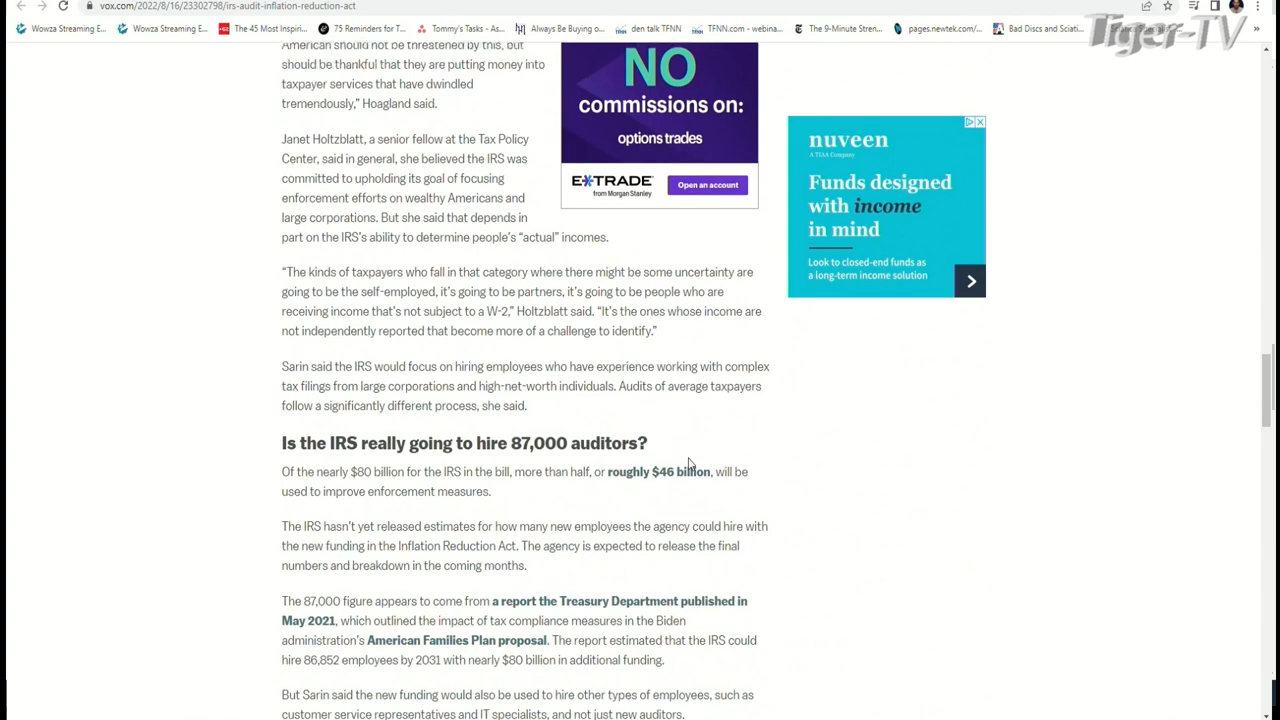 vox.com/2022/8/16/23302798/irs-audit-inflation-reduction-act
Wowza Streaming E...
Wowza Streaming E...
The 45 Most Inspiri...
75 Reminders for T...
Tommy's Tasks - As...
Always Be Buying o...
den talk TFNN
TFNN.com - webina...
The 9-Minute Stren...
pages.newtek.com/...
Bad Discs and Sciati...
Tiger-TV
American should not be threatened by this, but
should be thankful that they are putting money into
taxpayer services that have dwindled
tremendously,” Hoagland said.
Janet Holtzblatt, a senior fellow at the Tax Policy
Center, said in general, she believed the IRS was
committed to upholding its goal of focusing
enforcement efforts on wealthy Americans and
large corporations. But she said that depends in
part on the IRS’s ability to determine people’s “actual” incomes.
“The kinds of taxpayers who fall in that category where there might be some uncertainty are
going to be the self-employed, it’s going to be partners, it’s going to be people who are
receiving income that’s not subject to a W-2,” Holtzblatt said. “It’s the ones whose income are
not independently reported that become more of a challenge to identify.”
Sarin said the IRS would focus on hiring employees who have experience working with complex
tax filings from large corporations and high-net-worth individuals. Audits of average taxpayers
follow a significantly different process, she said.
Is the IRS really going to hire 87,000 auditors?
Of the nearly $80 billion for the IRS in the bill, more than half, or roughly $46 billion, will be
used to improve enforcement measures.
The IRS hasn’t yet released estimates for how many new employees the agency could hire with
the new funding in the Inflation Reduction Act. The agency is expected to release the final
numbers and breakdown in the coming months.
The 87,000 figure appears to come from a report the Treasury Department published in
May 2021, which outlined the impact of tax compliance measures in the Biden
administration’s American Families Plan proposal. The report estimated that the IRS could
hire 86,852 employees by 2031 with nearly $80 billion in additional funding.
But Sarin said the new funding would also be used to hire other types of employees, such as
customer service representatives and IT specialists, and not just new auditors.
NO
commissions on:
options trades
E*TRADE
from Morgan Stanley
Open an account
nuveen
A TIAA Company
Funds designed
with income
in mind
Look to closed-end funds as
a long-term income solution